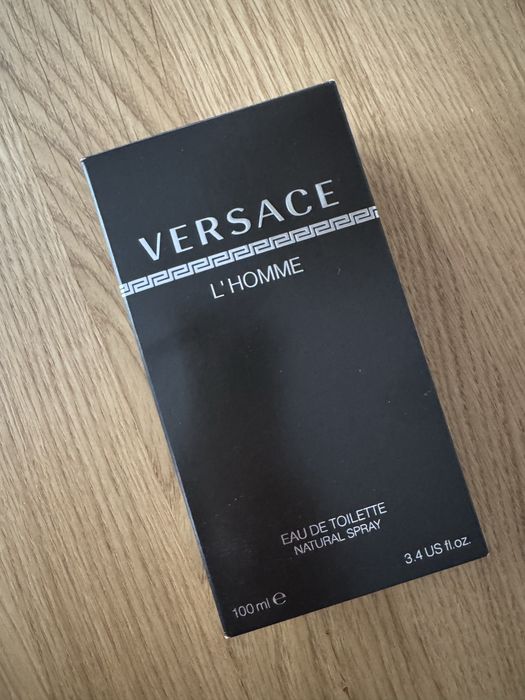 VERSACE
L'HOMME
EAU DE TOILETTE
NATURAL SPRAY
100 ml ℮
3.4 US fl.oz.